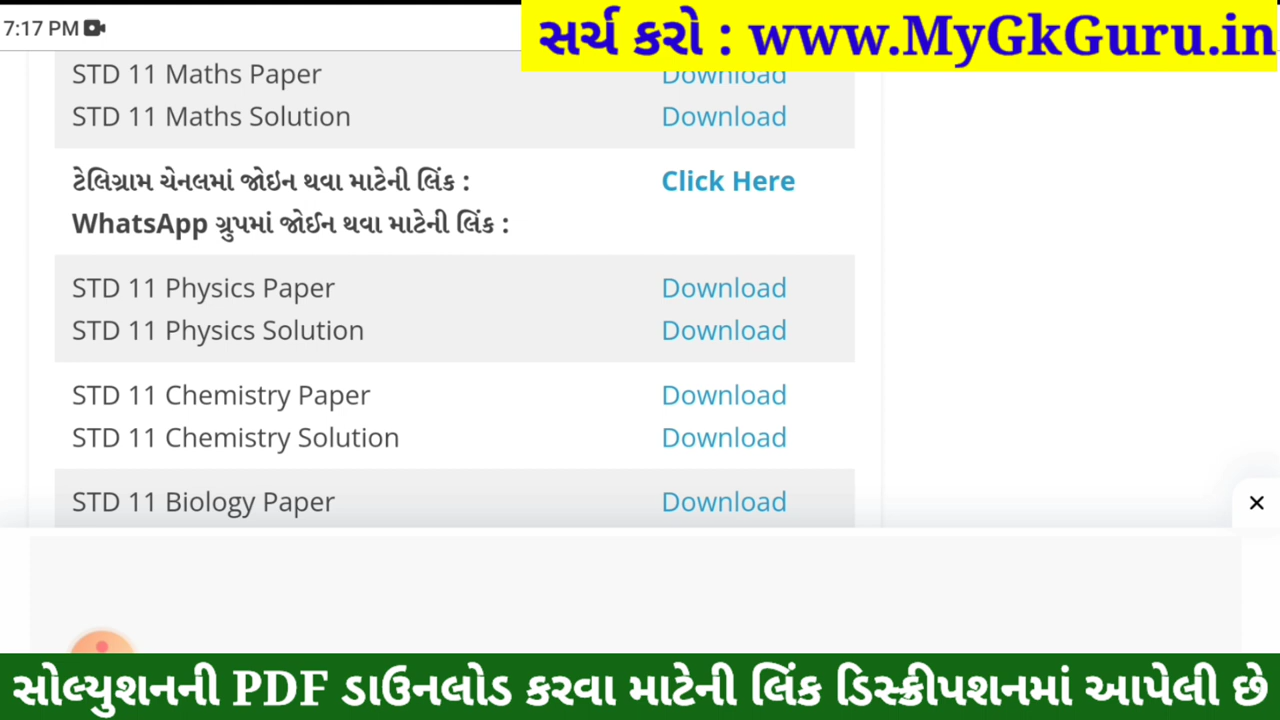 7:17 PM
સર્ચ કરો : www.MyGkGuru.in
STD 11 Maths Paper Download
STD 11 Maths Solution Download
ટેલિગ્રામ ચેનલમાં જોઇન થવા માટેની લિંક : Click Here
WhatsApp ગ્રુપમાં જોઈન થવા માટેની લિંક :
STD 11 Physics Paper Download
STD 11 Physics Solution Download
STD 11 Chemistry Paper Download
STD 11 Chemistry Solution Download
STD 11 Biology Paper Download
સોલ્યુશનની PDF ડાઉનલોડ કરવા માટેની લિંક ડિસ્ક્રીપશનમાં આપેલી છે